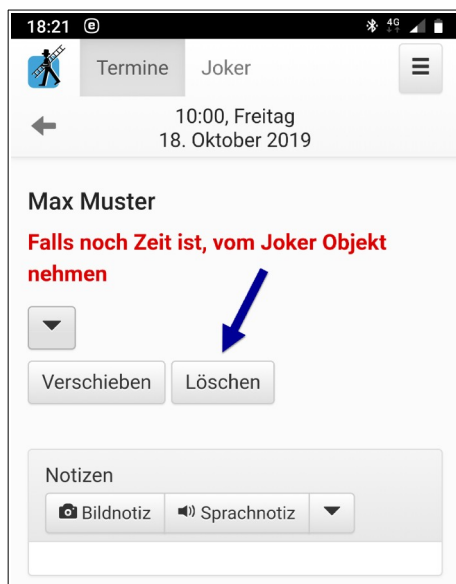 18:21 e 4G
Termine Joker
10:00, Freitag
18. Oktober 2019
Max Muster
Falls noch Zeit ist, vom Joker Objekt
nehmen
Verschieben Löschen
Notizen
Bildnotiz Sprachnotiz